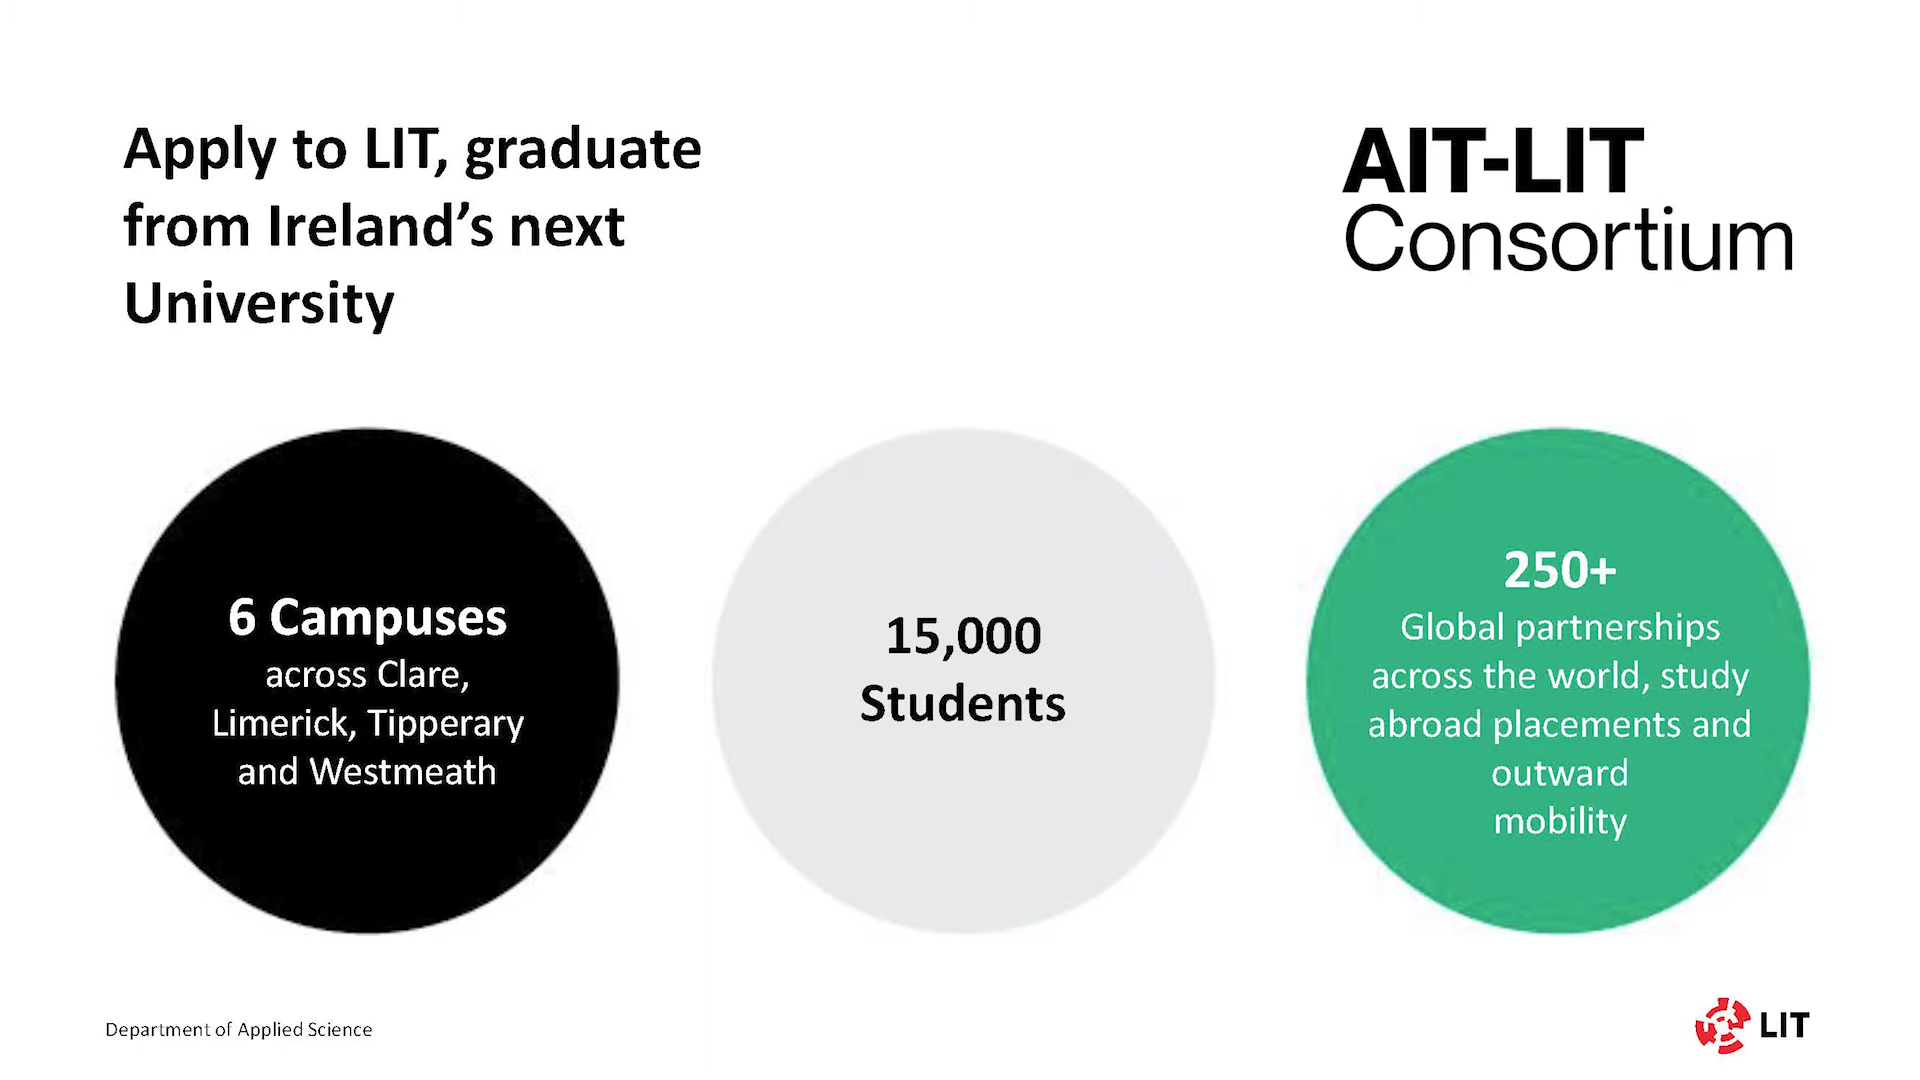 Apply to LIT, graduate
from Ireland’s next
University
AIT-LIT
Consortium
6 Campuses
across Clare,
Limerick, Tipperary
and Westmeath
15,000
Students
250+
Global partnerships
across the world, study
abroad placements and
outward
mobility
Department of Applied Science
LIT